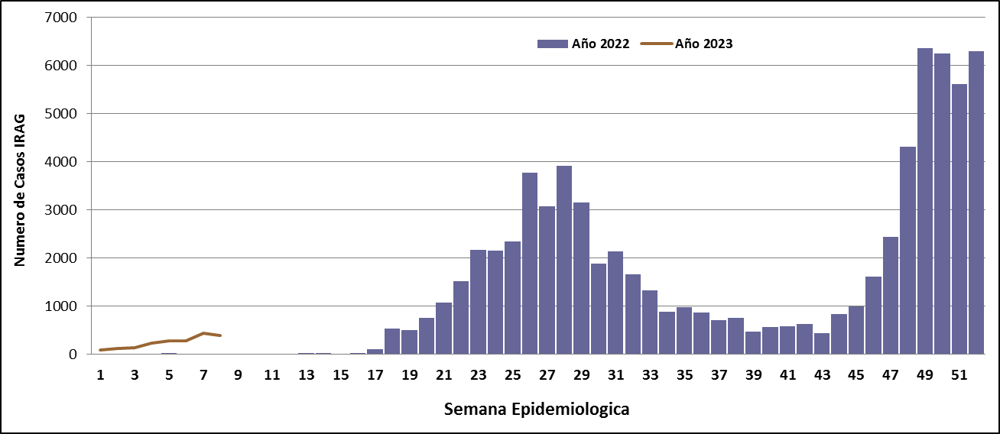 7000
6000
5000
4000
3000
2000
1000
0
Numero de Casos IRAG
Año 2022 Año 2023
1 3 5 7 9 11 13 15 17 19 21 23 25 27 29 31 33 35 37 39 41 43 45 47 49 51
Semana Epidemiologica